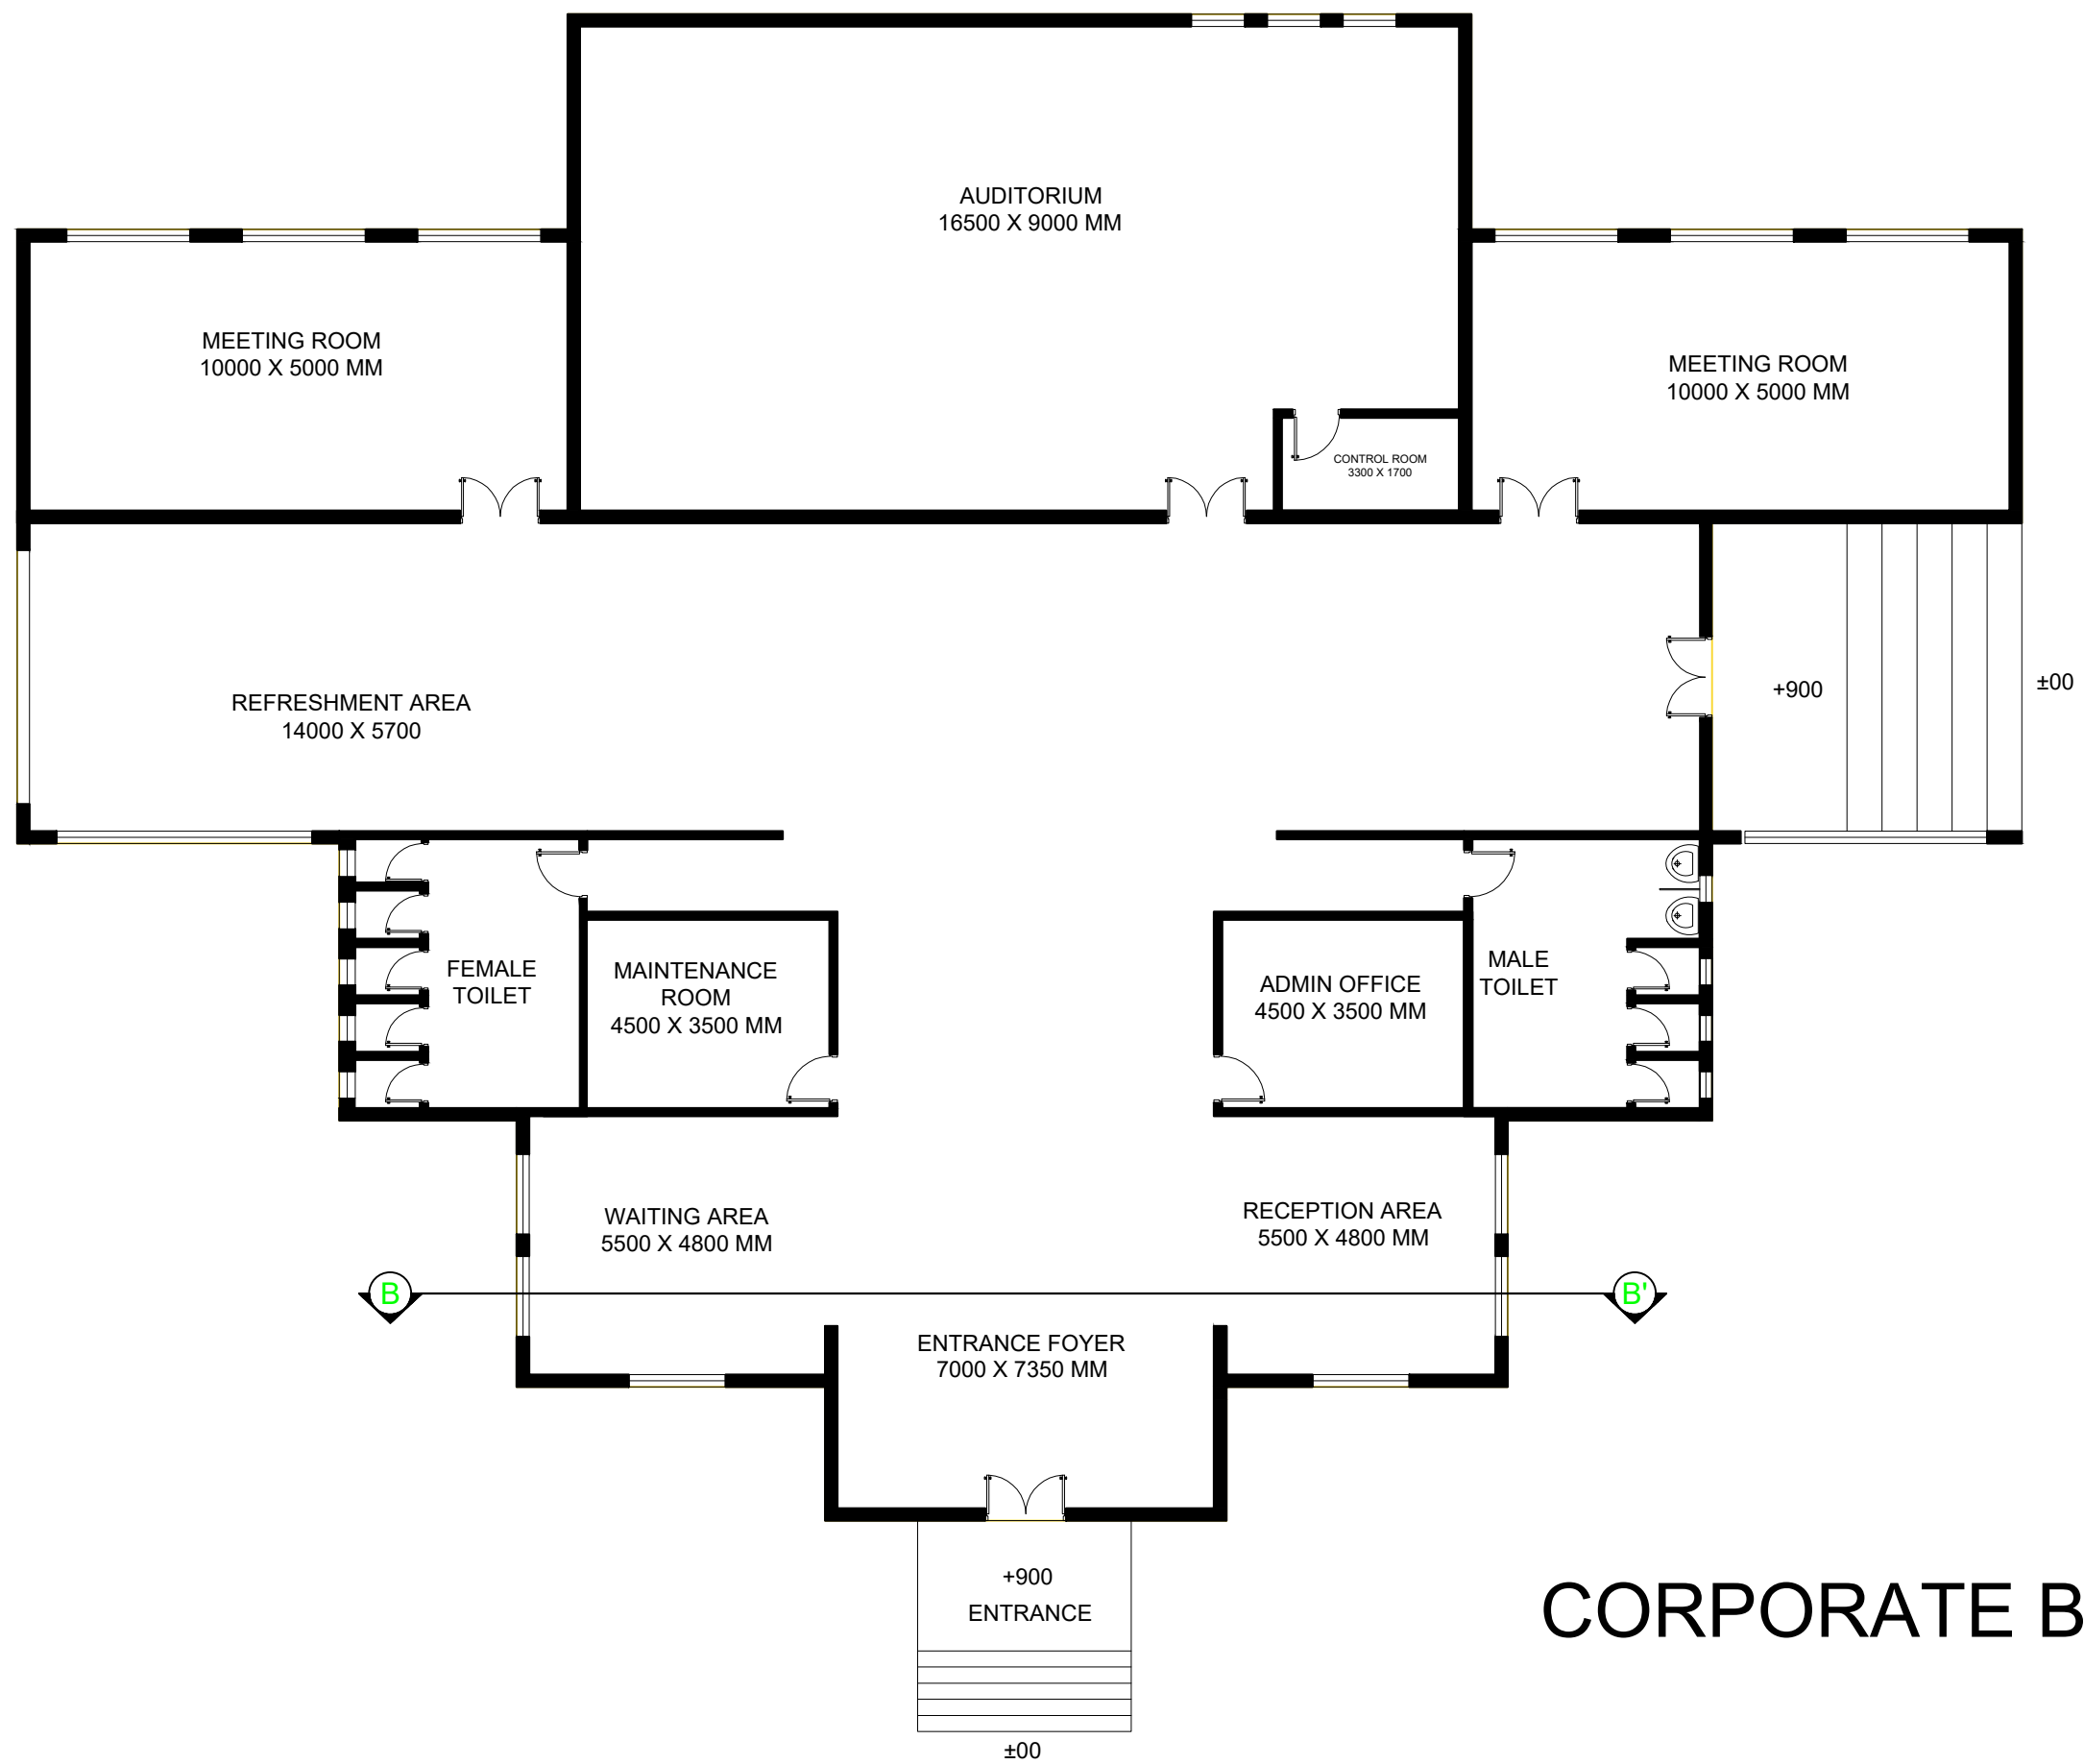 AUDITORIUM
16500 X 9000 MM
MEETING ROOM
10000 X 5000 MM
MEETING ROOM
10000 X 5000 MM
CONTROL ROOM
3300 X 1700
REFRESHMENT AREA
14000 X 5700
+900
±00
FEMALE
TOILET
MAINTENANCE
ROOM
4500 X 3500 MM
ADMIN OFFICE
4500 X 3500 MM
MALE
TOILET
WAITING AREA
5500 X 4800 MM
RECEPTION AREA
5500 X 4800 MM
B
B'
ENTRANCE FOYER
7000 X 7350 MM
+900
ENTRANCE
±00
CORPORATE B